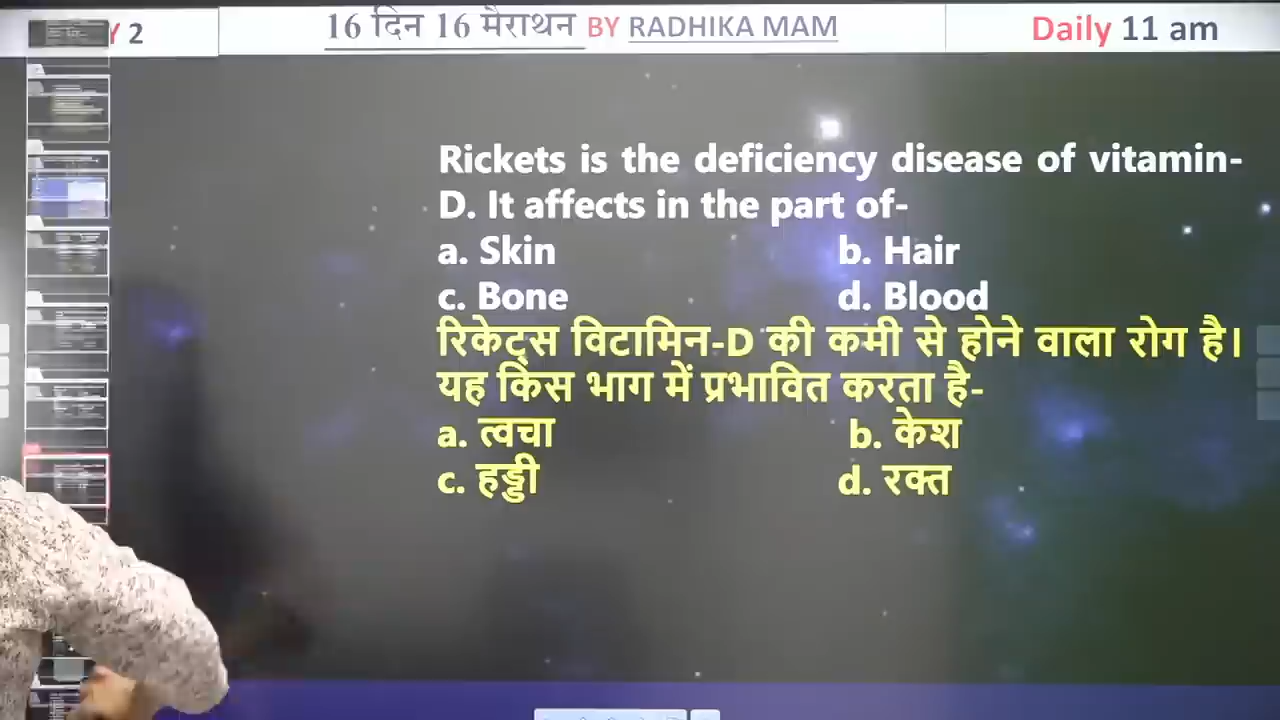 Y 2
16 दिन 16 मैराथन BY RADHIKA MAM
Daily 11 am
Rickets is the deficiency disease of vitamin-
D. It affects in the part of-
a. Skin b. Hair
c. Bone d. Blood
रिकेट्स विटामिन-D की कमी से होने वाला रोग है।
यह किस भाग में प्रभावित करता है-
a. त्वचा b. केश
c. हड्डी d. रक्त